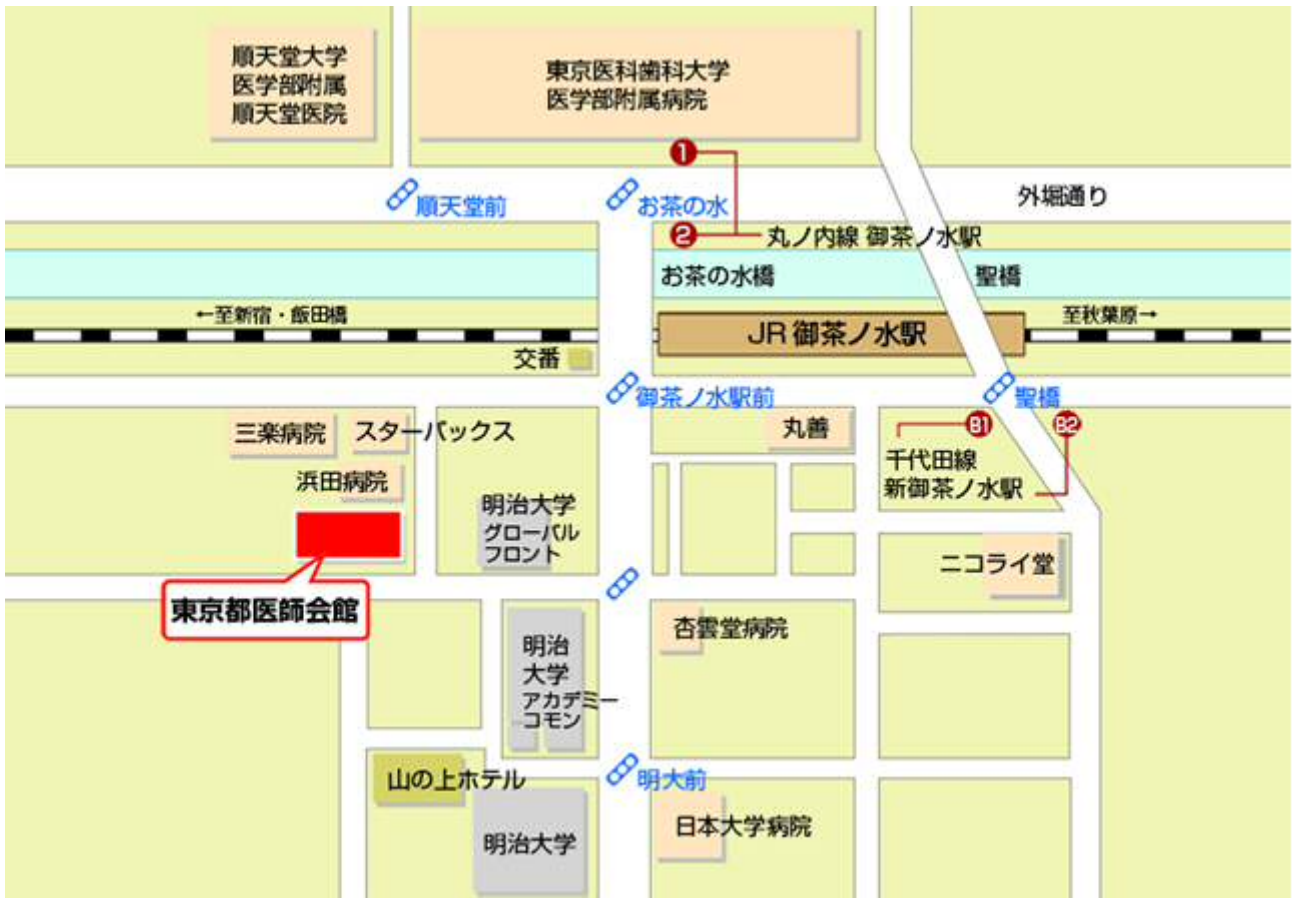 順天堂大学
医学部附属
順天堂医院
東京医科歯科大学
医学部附属病院
1
順天堂前
お茶の水
外堀通り
2
丸ノ内線 御茶ノ水駅
お茶の水橋
聖橋
←至新宿・飯田橋
JR 御茶ノ水駅
至秋葉原→
交番
御茶ノ水駅前
聖橋
三楽病院
スターバックス
丸善
B1
B2
千代田線
新御茶ノ水駅
浜田病院
明治大学
グローバル
フロント
ニコライ堂
東京都医師会館
杏雲堂病院
明治
大学
アカデミー
コモン
山の上ホテル
明大前
明治大学
日本大学病院